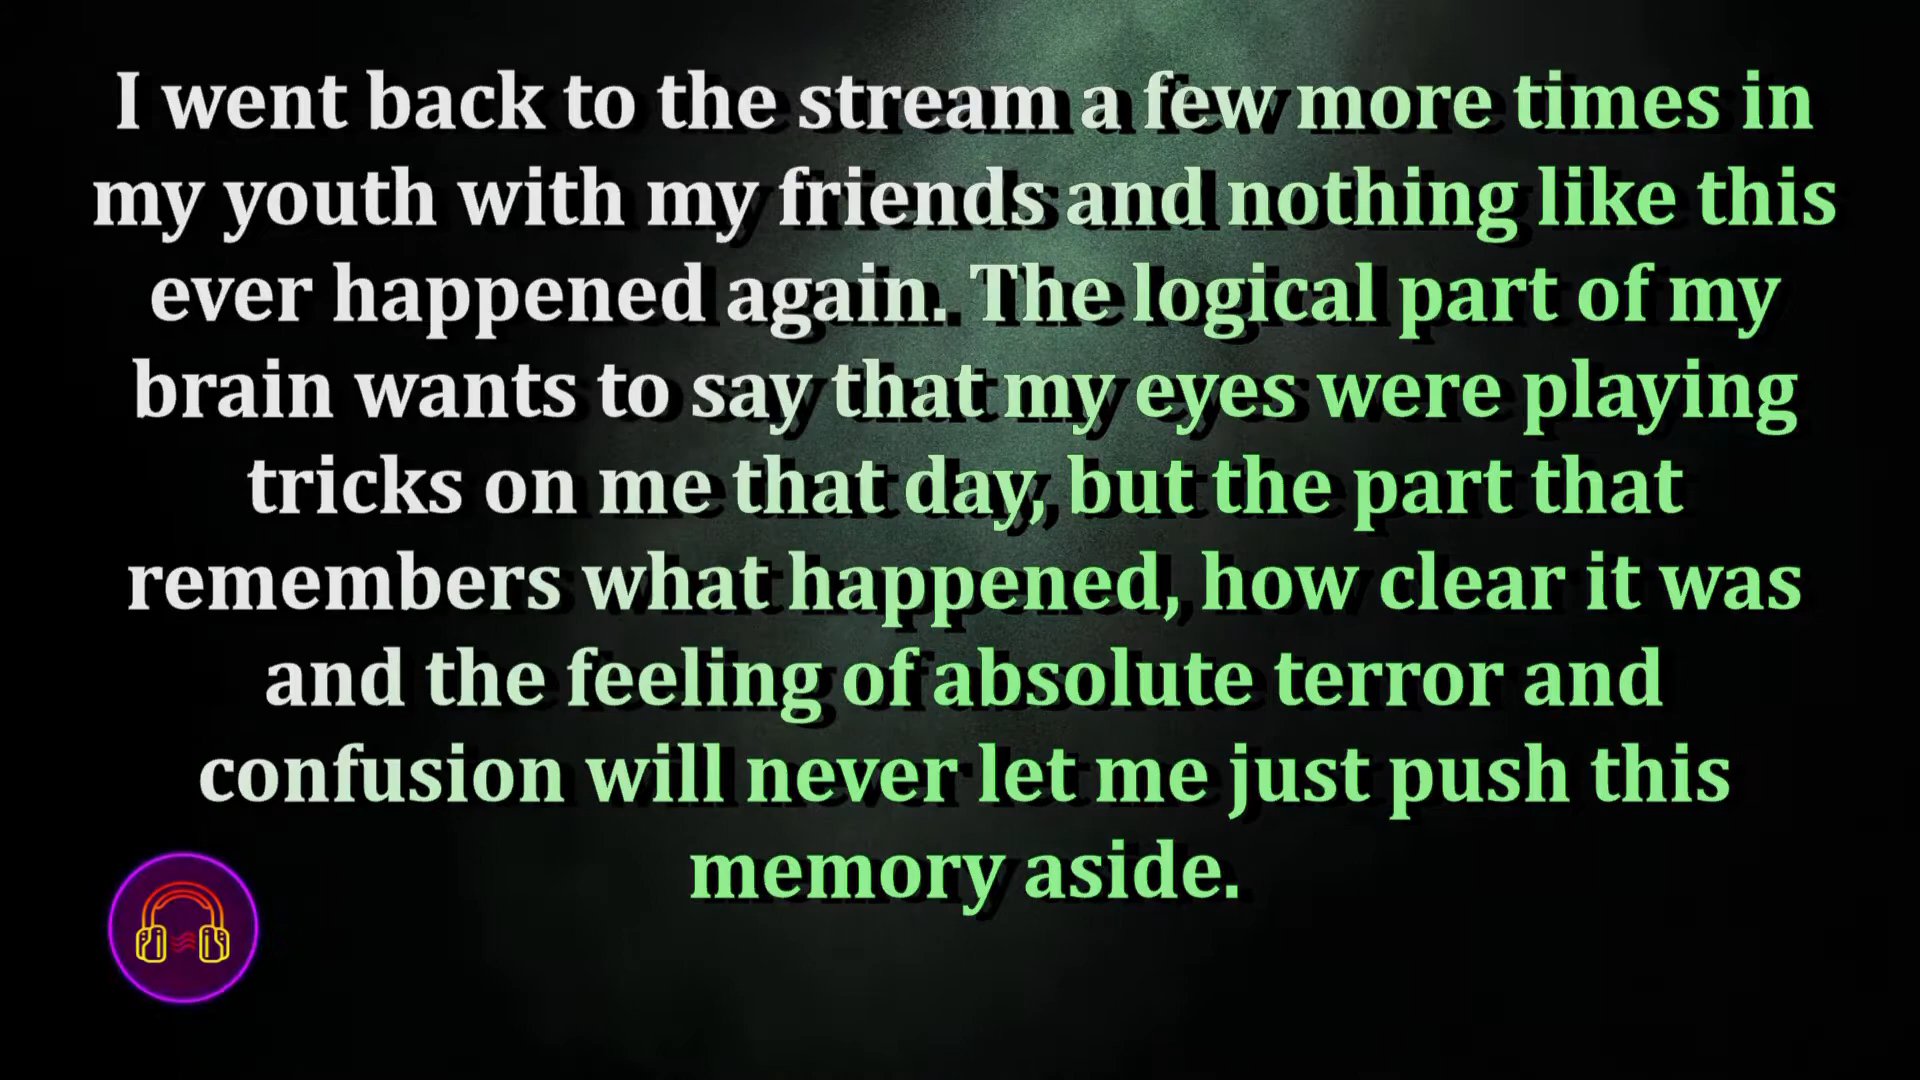 I went back to the stream a few more times in
my youth with my friends and nothing like this
ever happened again. The logical part of my
brain wants to say that my eyes were playing
tricks on me that day, but the part that
remembers what happened, how clear it was
and the feeling of absolute terror and
confusion will never let me just push this
memory aside.